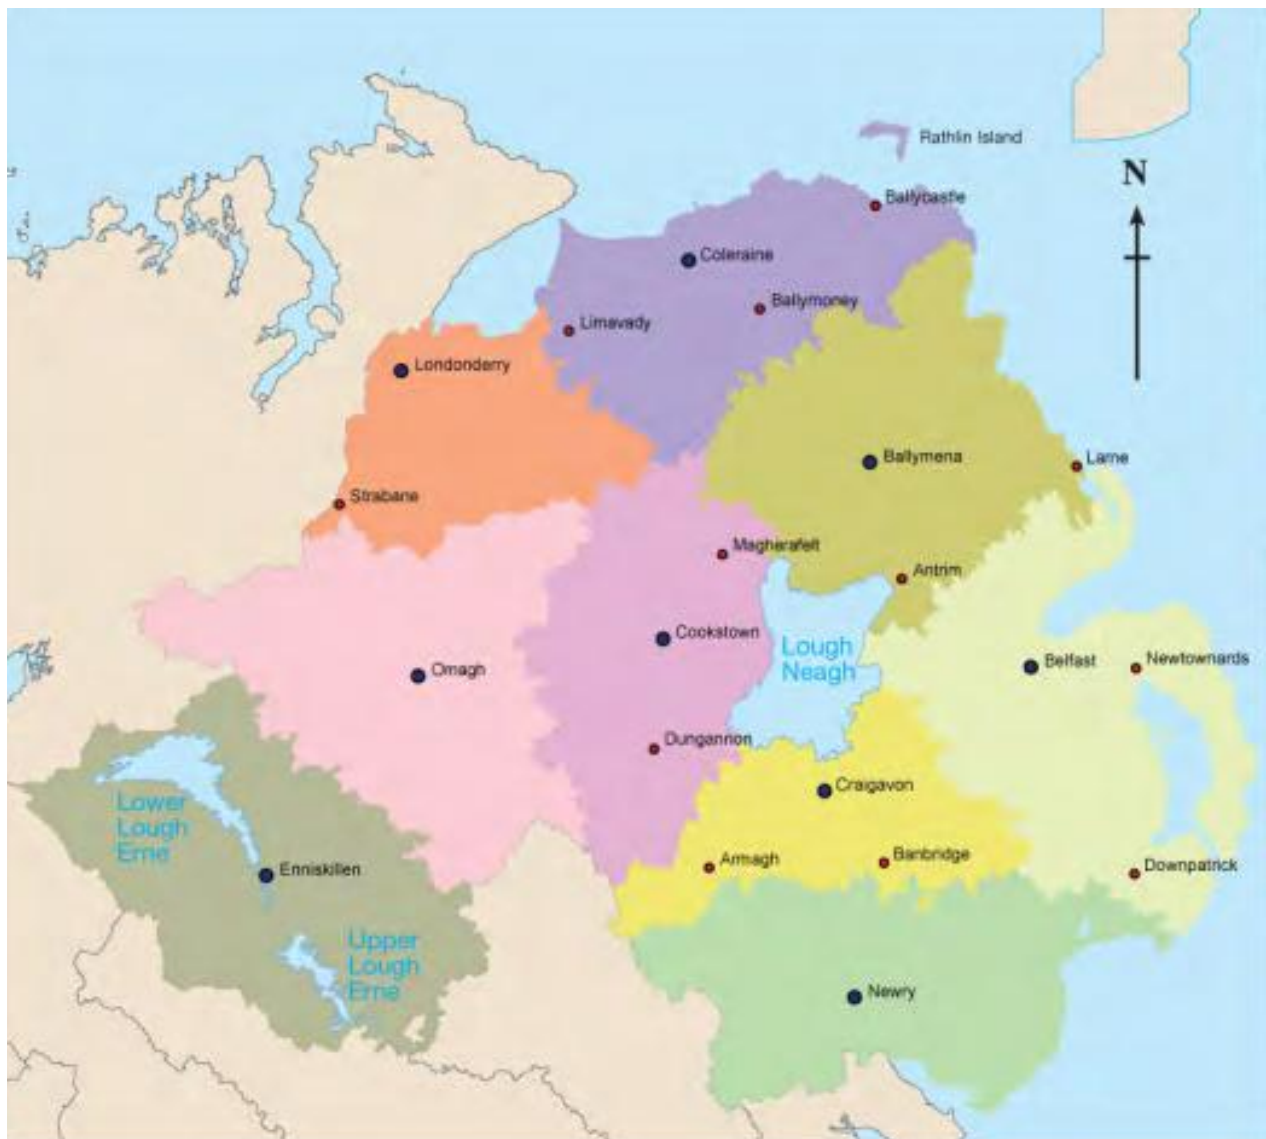 Rathlin Island
N
Ballycastle
Coleraine
Ballymoney
Limavady
Londonderry
Ballymena
Larne
Strabane
Magherafelt
Antrim
Cookstown
Lough
Neagh
Belfast
Newtownards
Omagh
Dungannon
Craigavon
Lower
Lough
Erne
Armagh
Banbridge
Downpatrick
Enniskillen
Upper
Lough
Erne
Newry